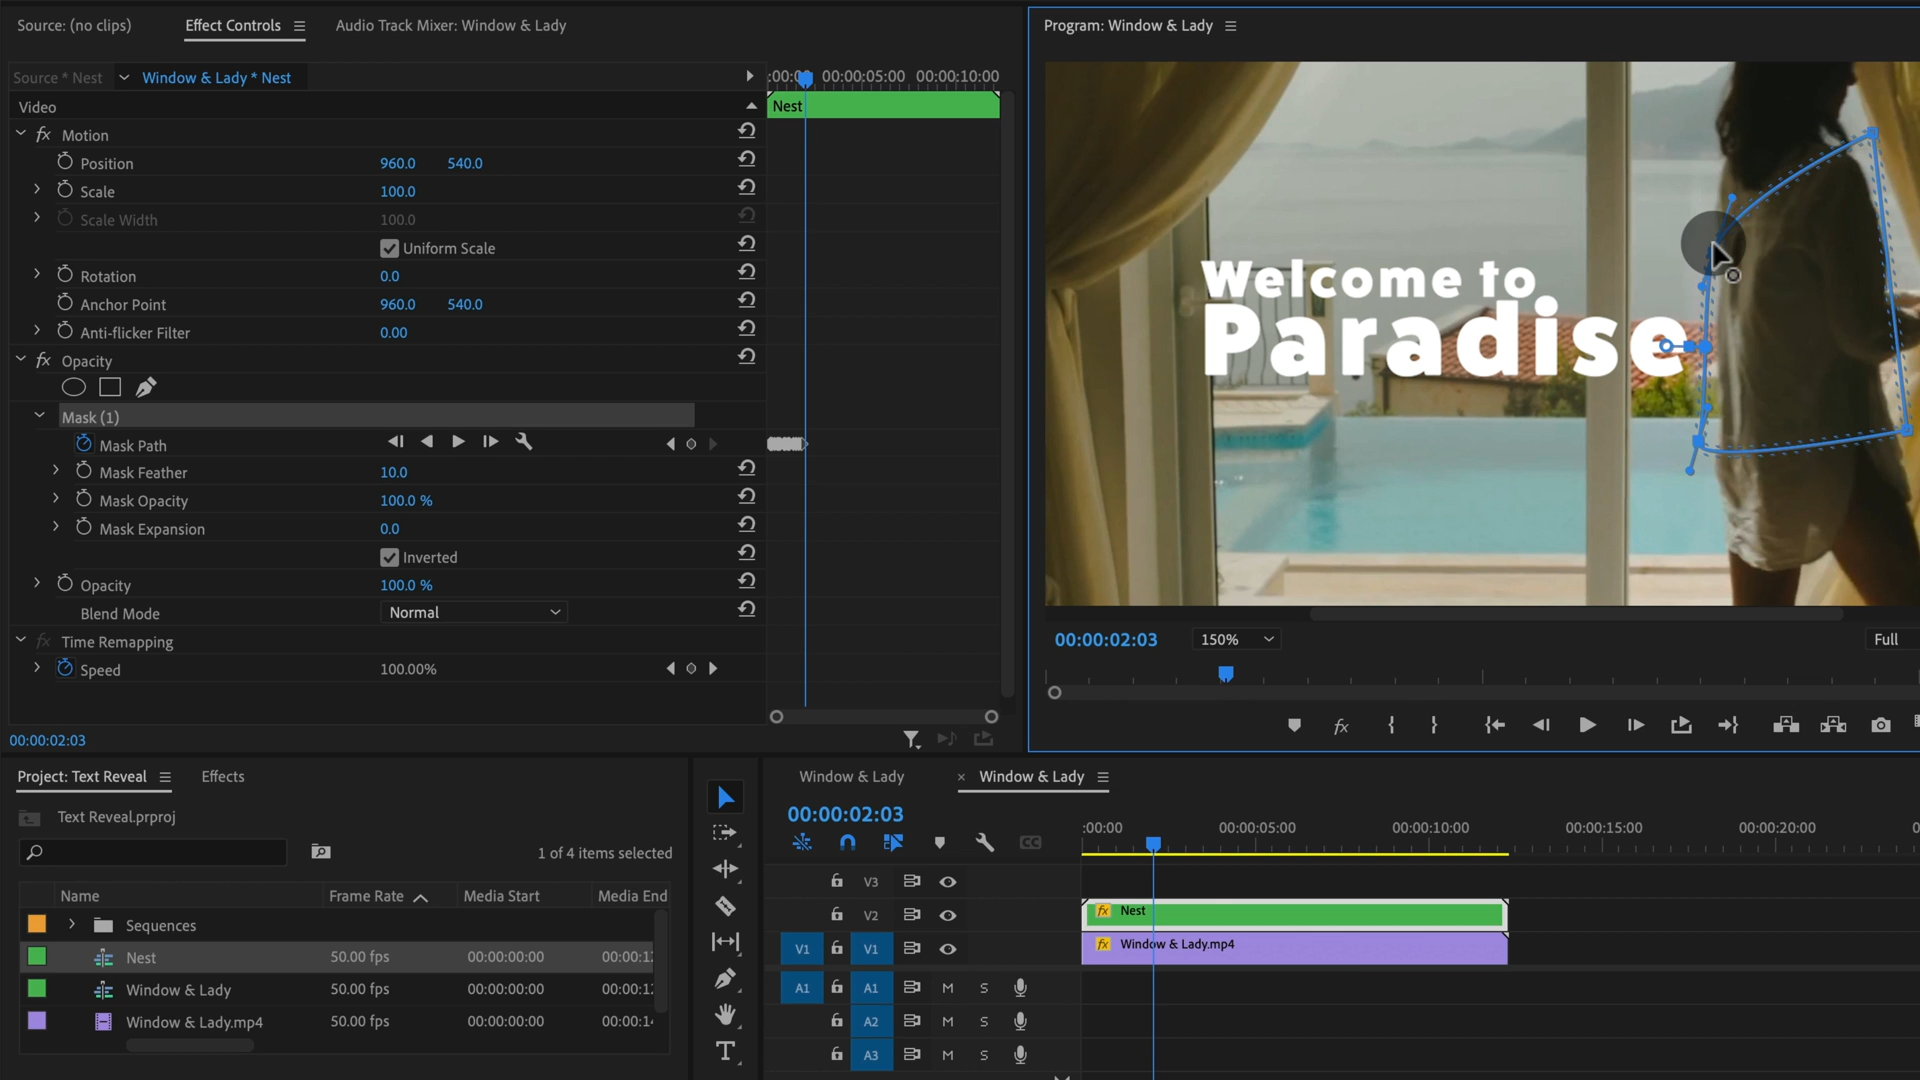 Source: (no clips)
Effect Controls
Audio Track Mixer: Window & Lady
Source * Nest
Window & Lady * Nest
:00:00
00:00:05:00
00:00:10:00
Video
Nest
fx Motion
Position 960.0 540.0
Scale 100.0
Scale Width 100.0
Uniform Scale
Rotation 0.0
Anchor Point 960.0 540.0
Anti-flicker Filter 0.00
fx Opacity
Mask (1)
Mask Path
Mask Feather 10.0
Mask Opacity 100.0 %
Mask Expansion 0.0
Inverted
Opacity 100.0 %
Blend Mode Normal
fx Time Remapping
Speed 100.00%
00:00:02:03
Program: Window & Lady
Welcome to
Paradise
00:00:02:03
150%
Full
fx
Project: Text Reveal
Effects
Text Reveal.prproj
1 of 4 items selected
Name Frame Rate Media Start Media End
Sequences
Nest 50.00 fps 00:00:00:00 00:00:1
Window & Lady 50.00 fps 00:00:00:00 00:00:1
Window & Lady.mp4 50.00 fps 00:00:00:00 00:00:14
T
Window & Lady
× Window & Lady
00:00:02:03
CC
:00:00 00:00:05:00 00:00:10:00 00:00:15:00 00:00:20:00
V3
V2
fx Nest
V1 V1
fx Window & Lady.mp4
A1 A1 M S
A2 M S
A3 M S